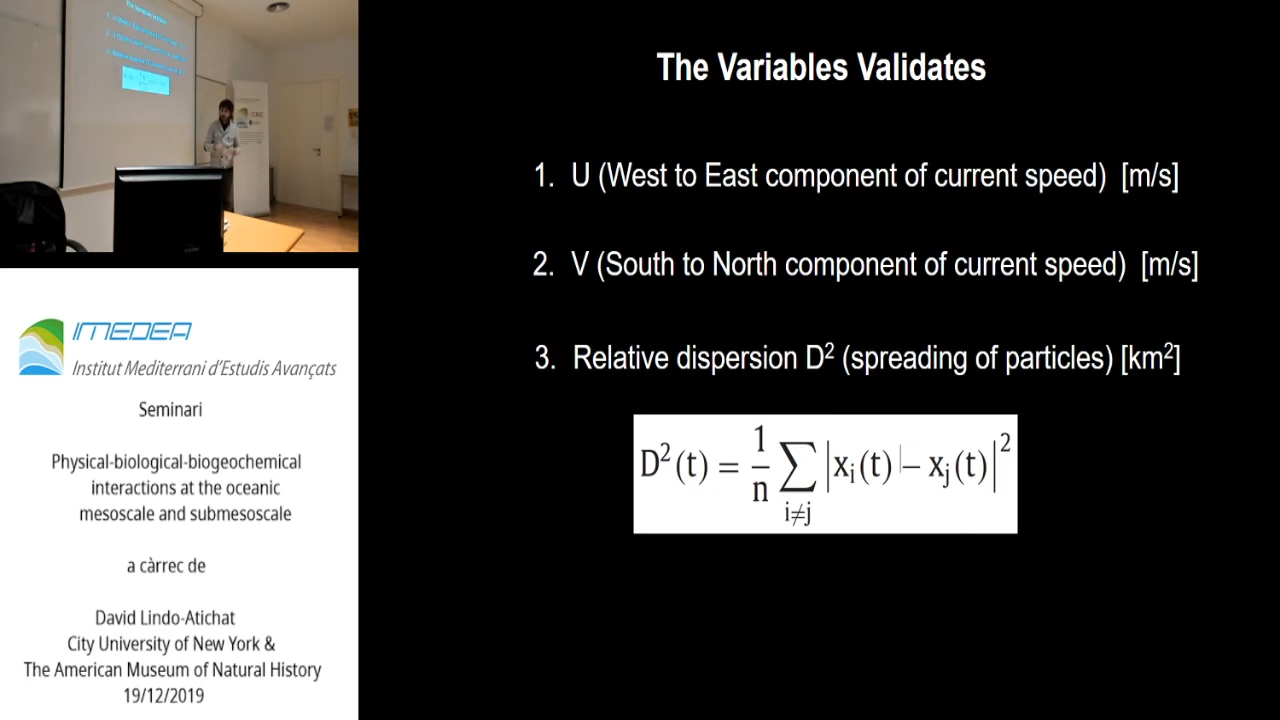 The Variables Validates
1. U (West to East component of current speed) [m/s]
2. V (South to North component of current speed) [m/s]
3. Relative dispersion D² (spreading of particles) [km²]
D²(t) = 1/n ∑ i≠j |xᵢ(t) – xⱼ(t)|²
IMEDEA
Institut Mediterrani d'Estudis Avançats
Seminari
Physical-biological-biogeochemical
interactions at the oceanic
mesoscale and submesoscale
a càrrec de
David Lindo-Atichat
City University of New York &
The American Museum of Natural History
19/12/2019